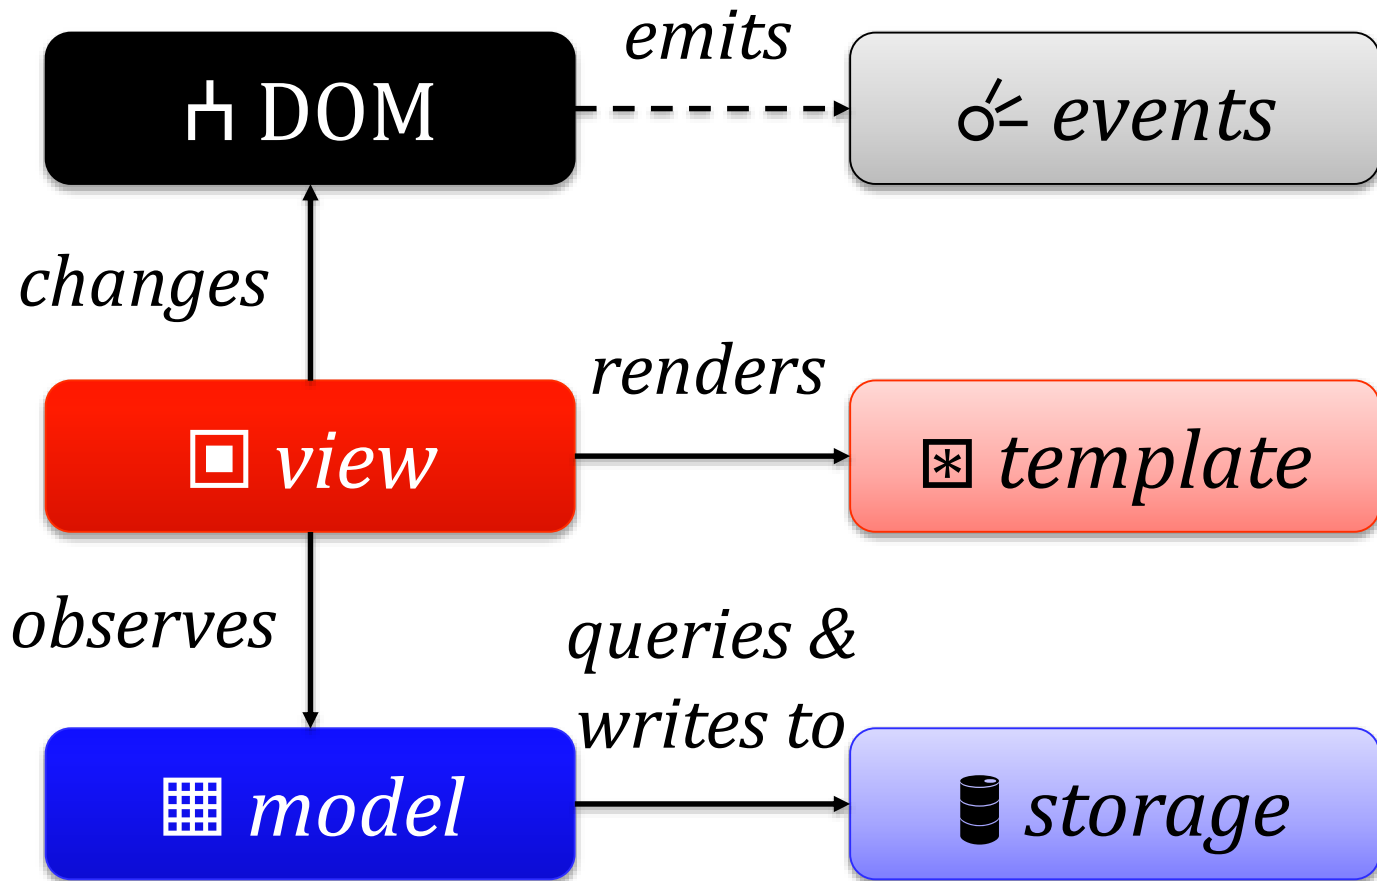 emits
DOM
events
changes
renders
view
template
observes
queries &
writes to
model
storage